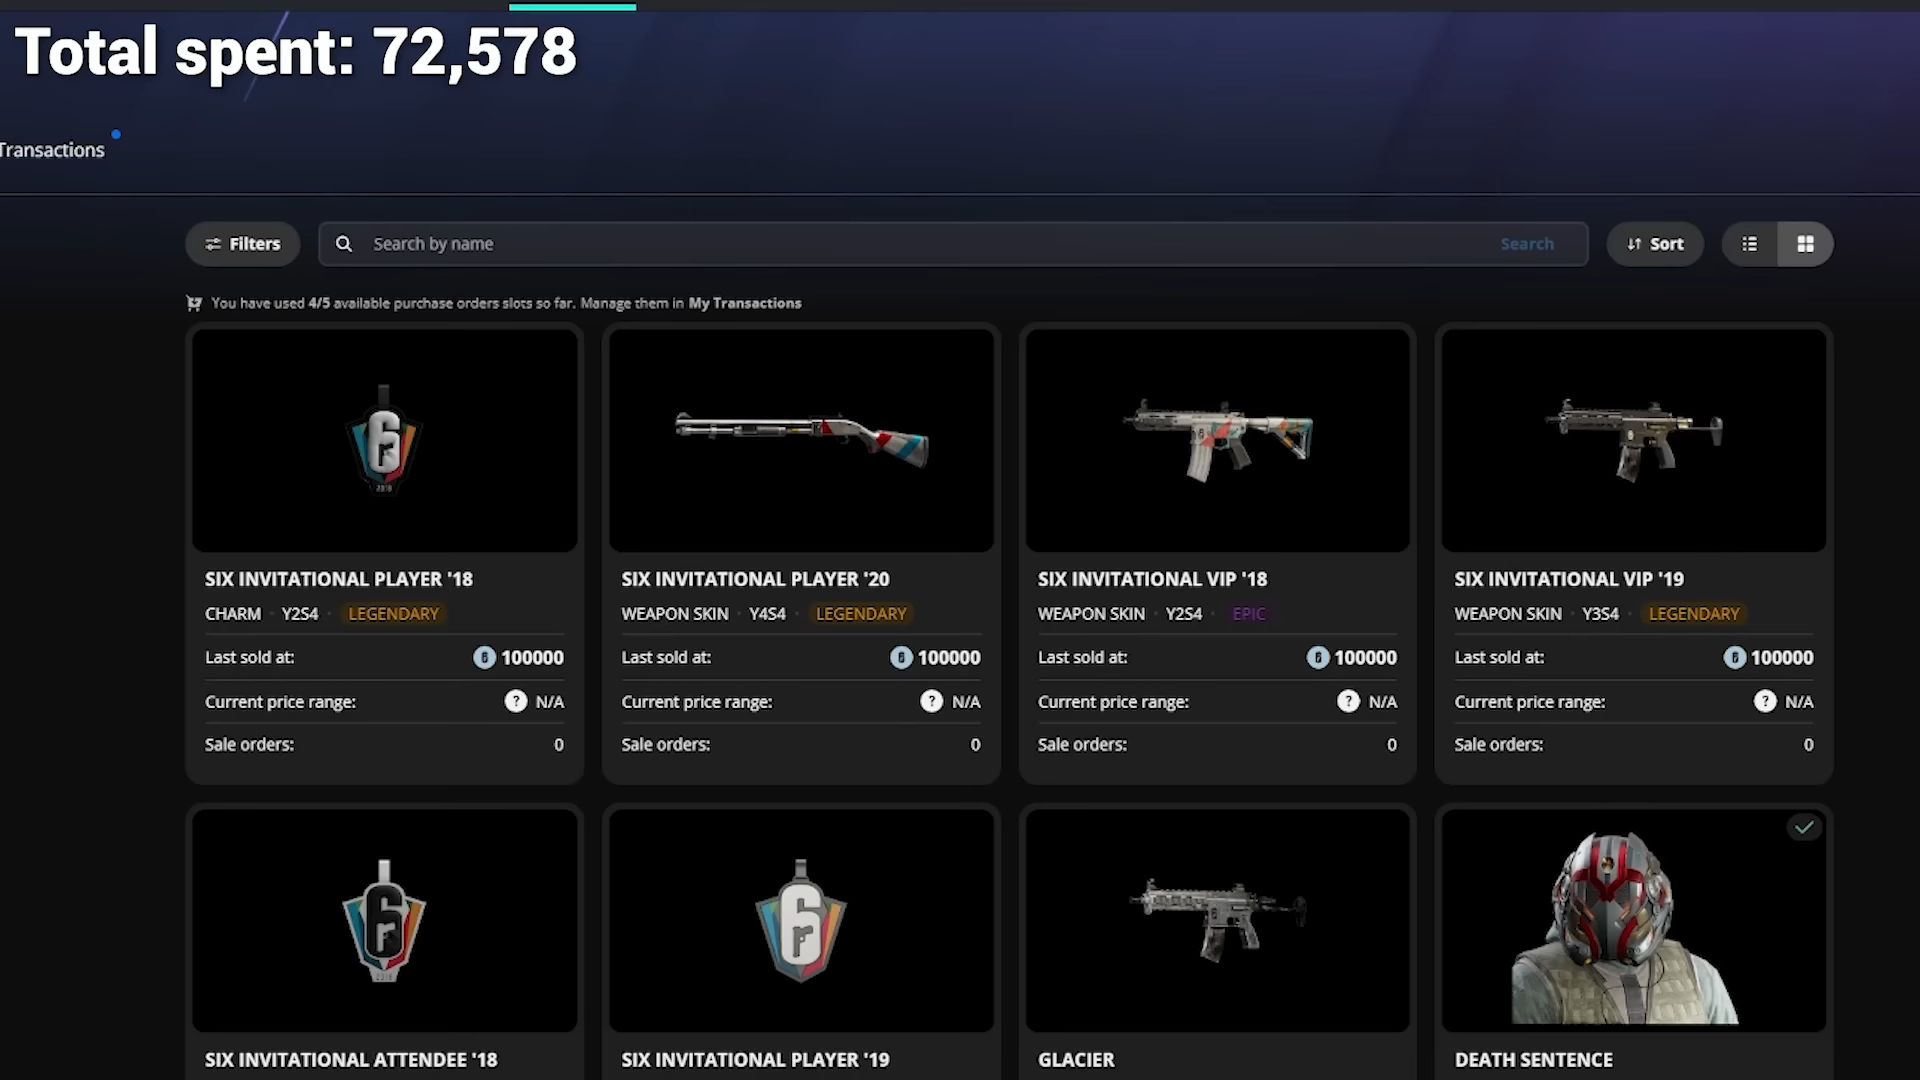 Total spent: 72,578
Transactions
Filters
Search by name
Search
Sort
You have used 4/5 available purchase orders slots so far. Manage them in My Transactions
SIX INVITATIONAL PLAYER '18
CHARM · Y2S4 · LEGENDARY
Last sold at: 100000
Current price range: ? N/A
Sale orders: 0
SIX INVITATIONAL PLAYER '20
WEAPON SKIN · Y4S4 · LEGENDARY
Last sold at: 100000
Current price range: ? N/A
Sale orders: 0
SIX INVITATIONAL VIP '18
WEAPON SKIN · Y2S4 · EPIC
Last sold at: 100000
Current price range: ? N/A
Sale orders: 0
SIX INVITATIONAL VIP '19
WEAPON SKIN · Y3S4 · LEGENDARY
Last sold at: 100000
Current price range: ? N/A
Sale orders: 0
SIX INVITATIONAL ATTENDEE '18
SIX INVITATIONAL PLAYER '19
GLACIER
DEATH SENTENCE